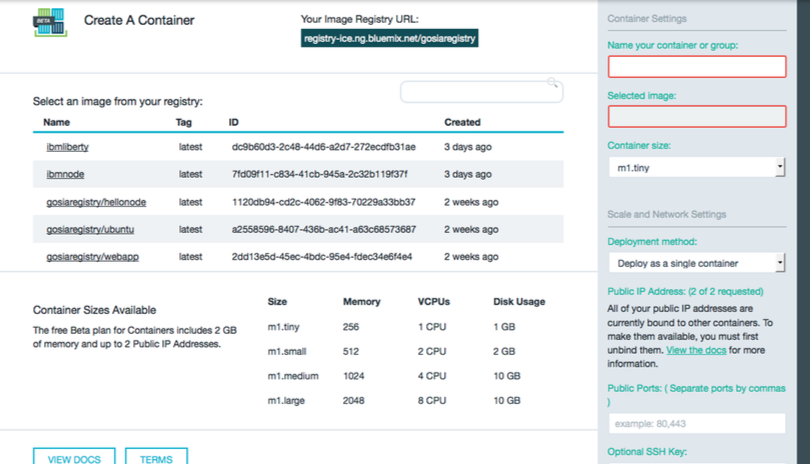 BETA
Create A Container
Your Image Registry URL:
registry-ice.ng.bluemix.net/gosiaregistry
Select an image from your registry:
Name Tag ID Created
ibmliberty latest dc9b60d3-2c48-44d6-a2d7-272ecdfb31ae 3 days ago
ibmnode latest 7fd09f11-c834-41cb-945a-2c32b119f37f 3 days ago
gosiaregistry/hellonode latest 1120db94-cd2c-4062-9f83-70229a33bb37 2 weeks ago
gosiaregistry/ubuntu latest a2558596-8407-436b-ac41-a63c68573687 2 weeks ago
gosiaregistry/webapp latest 2dd13e5d-45ec-4bdc-95e4-fdec34e6f4e4 2 weeks ago
Container Sizes Available
The free Beta plan for Containers includes 2 GB
of memory and up to 2 Public IP Addresses.
Size Memory VCPUs Disk Usage
m1.tiny 256 1 CPU 1 GB
m1.small 512 2 CPU 2 GB
m1.medium 1024 4 CPU 10 GB
m1.large 2048 8 CPU 10 GB
VIEW DOCS TERMS
Container Settings
Name your container or group:
Selected image:
Container size:
m1.tiny
Scale and Network Settings
Deployment method:
Deploy as a single container
Public IP Address: (2 of 2 requested)
All of your public IP addresses are
currently bound to other containers. To
make them available, you must first
unbind them. View the docs for more
information.
Public Ports: ( Separate ports by commas
)
example: 80,443
Optional SSH Key: